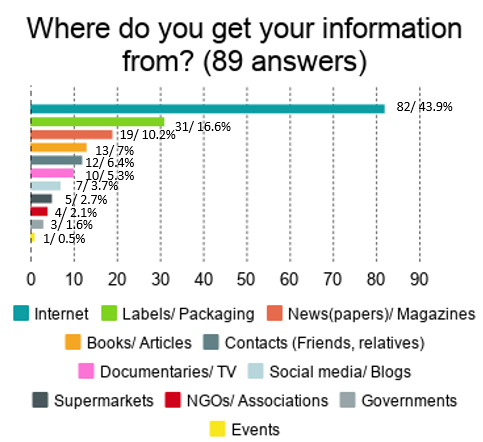 Where do you get your information
from? (89 answers)
82/ 43.9%
31/ 16.6%
19/ 10.2%
13/ 7%
12/ 6.4%
10/ 5.3%
7/ 3.7%
5/ 2.7%
4/ 2.1%
3/ 1.6%
1/ 0.5%
0 10 20 30 40 50 60 70 80 90
Internet Labels/ Packaging News(papers)/ Magazines
Books/ Articles Contacts (Friends, relatives)
Documentaries/ TV Social media/ Blogs
Supermarkets NGOs/ Associations Governments
Events